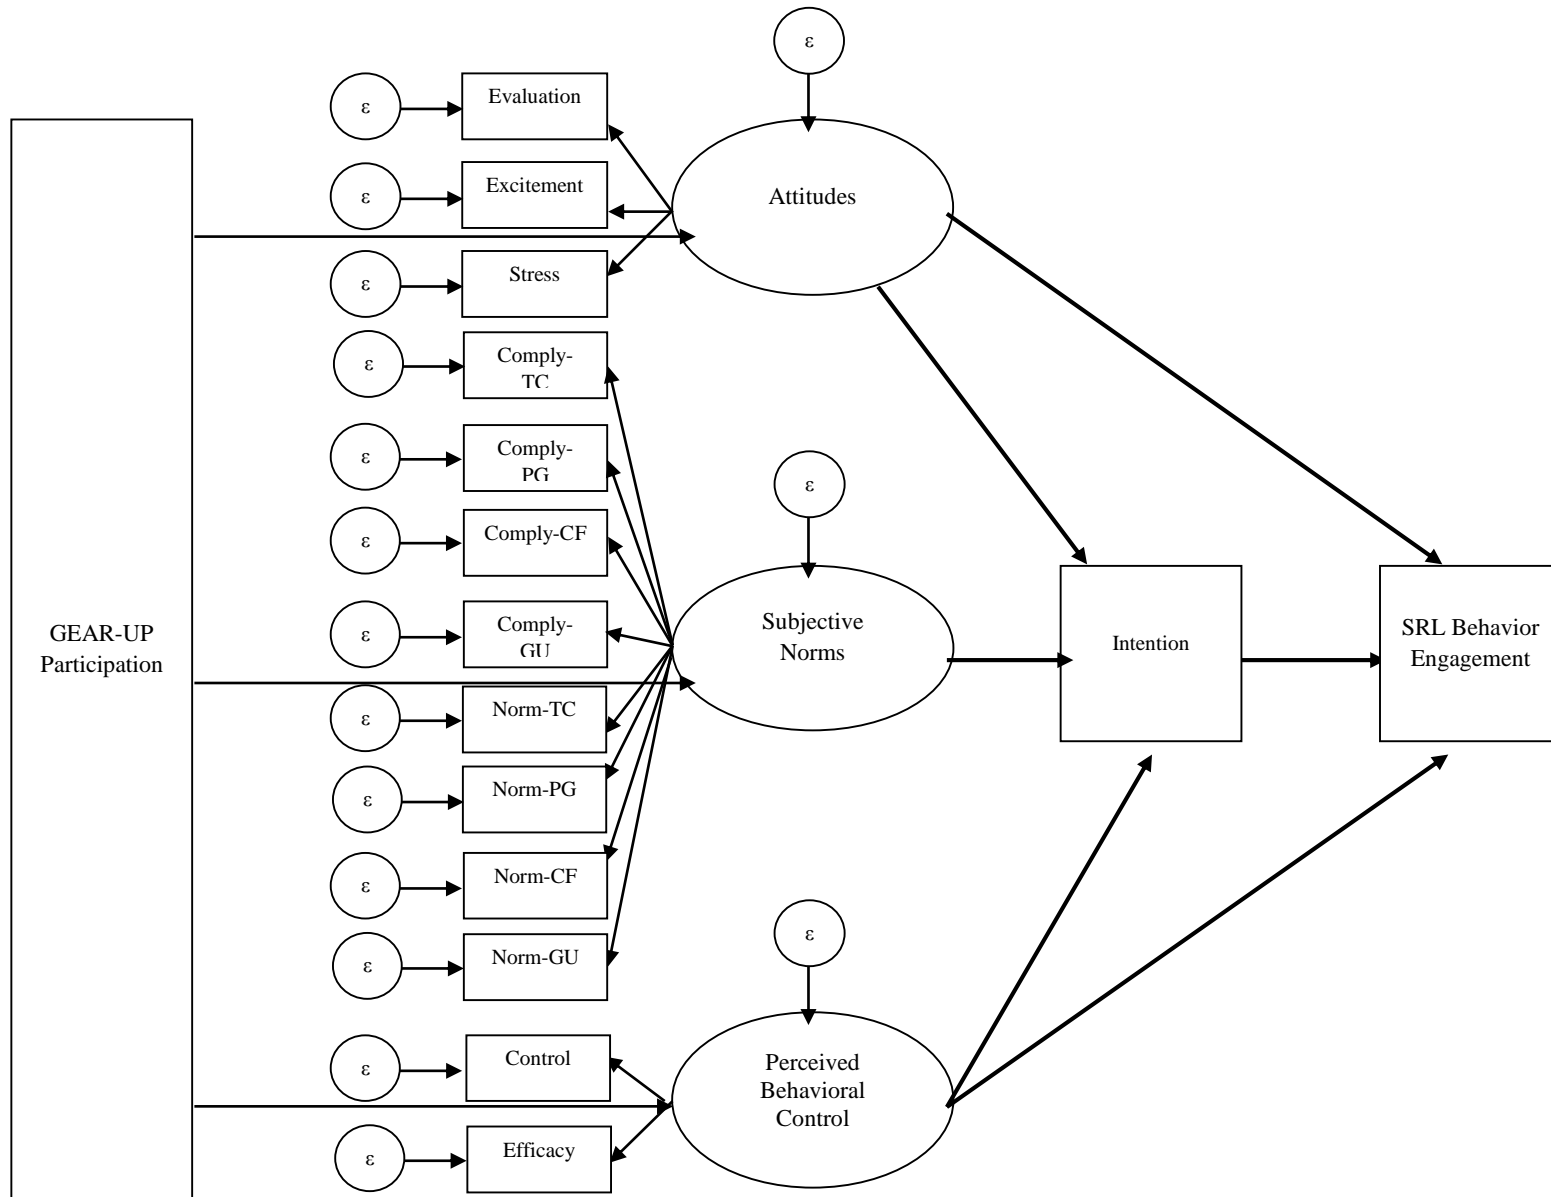 ε
ε
Evaluation
Attitudes
ε
Excitement
ε
Stress
ε
Comply-
TC
ε
Comply-
PG
ε
Comply-CF
ε
Comply-
GU
ε
Norm-TC
ε
Norm-PG
ε
Norm-CF
ε
Norm-GU
ε
Control
ε
Efficacy
GEAR-UP
Participation
ε
Subjective
Norms
Intention
SRL Behavior
Engagement
ε
Perceived
Behavioral
Control